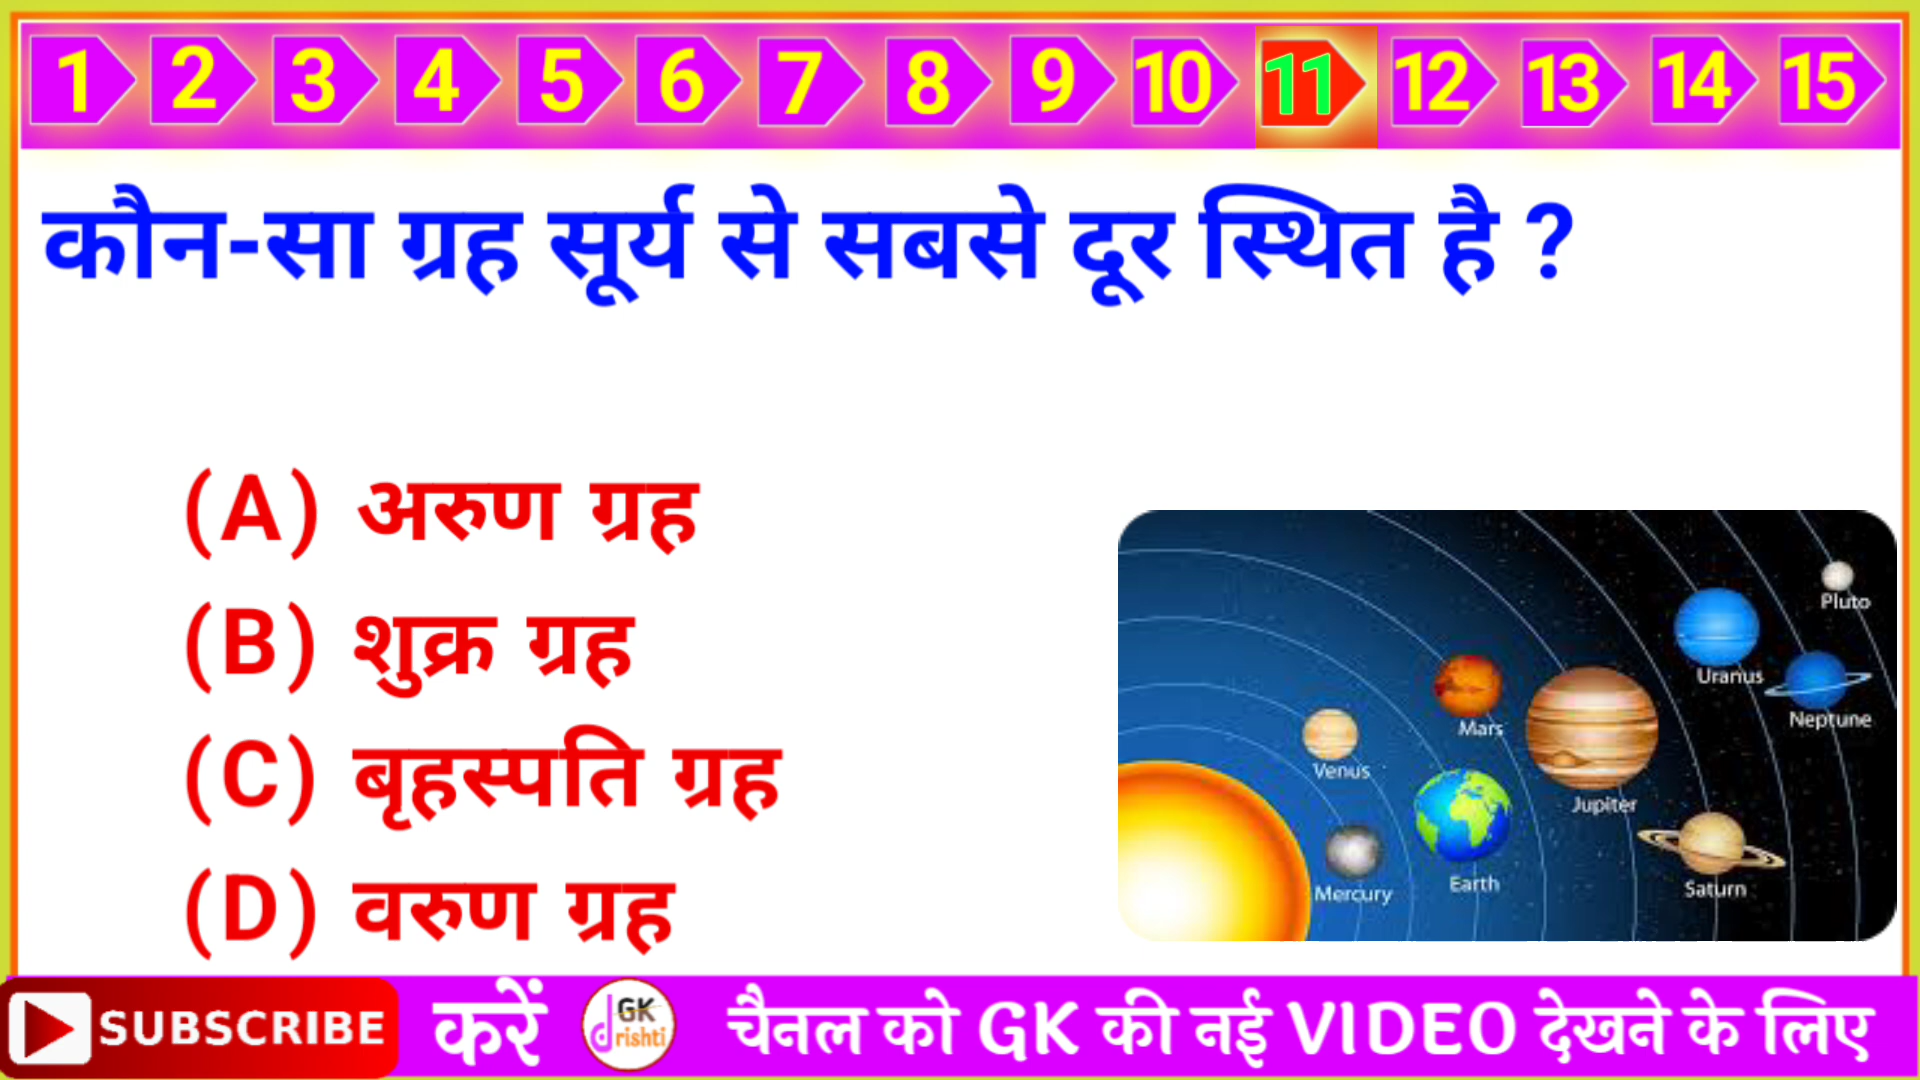 1 2 3 4 5 6 7 8 9 10 11 12 13 14 15
कौन-सा ग्रह सूर्य से सबसे दूर स्थित है ?
(A) अरुण ग्रह
(B) शुक्र ग्रह
(C) बृहस्पति ग्रह
(D) वरुण ग्रह
Pluto
Uranus
Neptune
Mars
Venus
Jupiter
Earth
Saturn
Mercury
SUBSCRIBE करें GK drishti चैनल को GK की नई VIDEO देखने के लिए